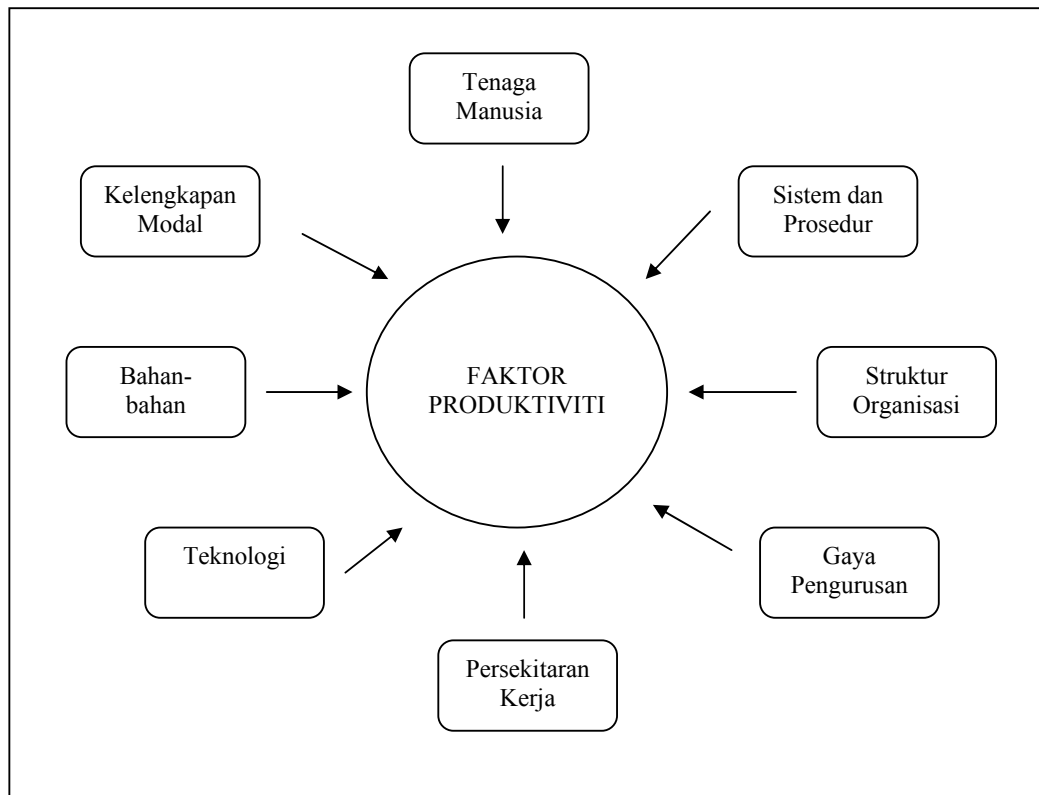 Tenaga
Manusia
Kelengkapan
Modal
Sistem dan
Prosedur
Bahan-
bahan
FAKTOR
PRODUKTIVITI
Struktur
Organisasi
Teknologi
Gaya
Pengurusan
Persekitaran
Kerja